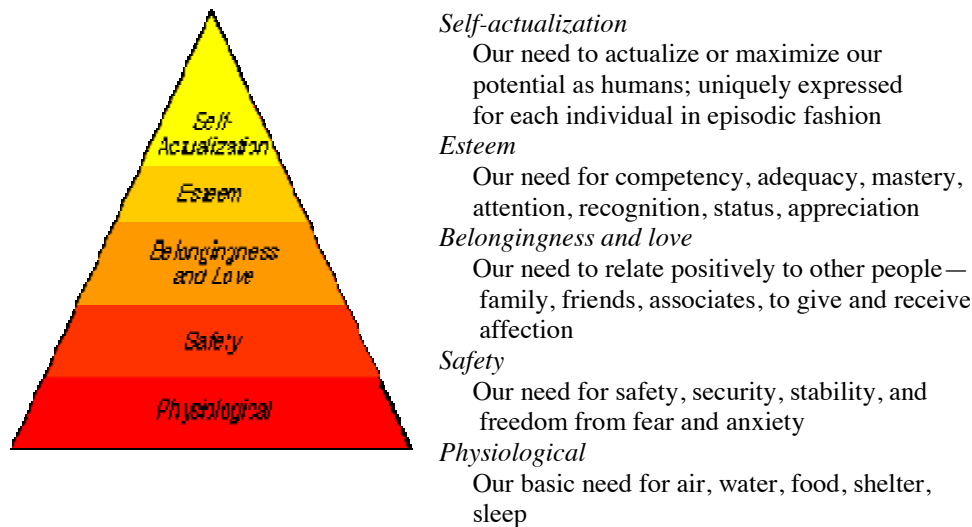 Self-
Actualization
Esteem
Belongingness
and Love
Safety
Physiological
Self-actualization
Our need to actualize or maximize our
potential as humans; uniquely expressed
for each individual in episodic fashion
Esteem
Our need for competency, adequacy, mastery,
attention, recognition, status, appreciation
Belongingness and love
Our need to relate positively to other people—
family, friends, associates, to give and receive
affection
Safety
Our need for safety, security, stability, and
freedom from fear and anxiety
Physiological
Our basic need for air, water, food, shelter,
sleep